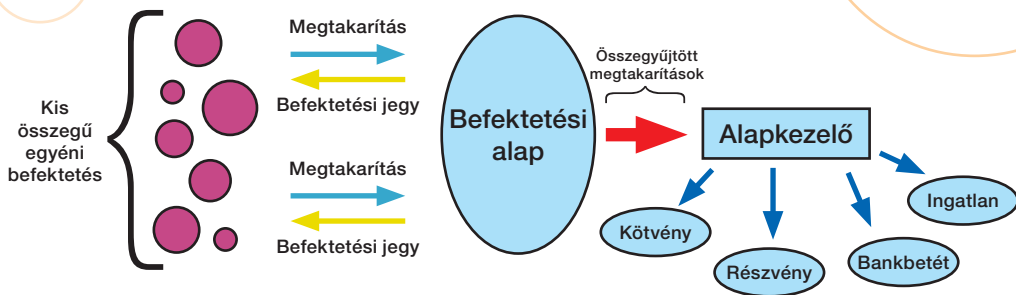 Kis
összegű
egyéni
befektetés
Megtakarítás
Befektetési jegy
Megtakarítás
Befektetési jegy
Befektetési
alap
Összegyűjtött
megtakarítások
Alapkezelő
Kötvény
Részvény
Bankbetét
Ingatlan